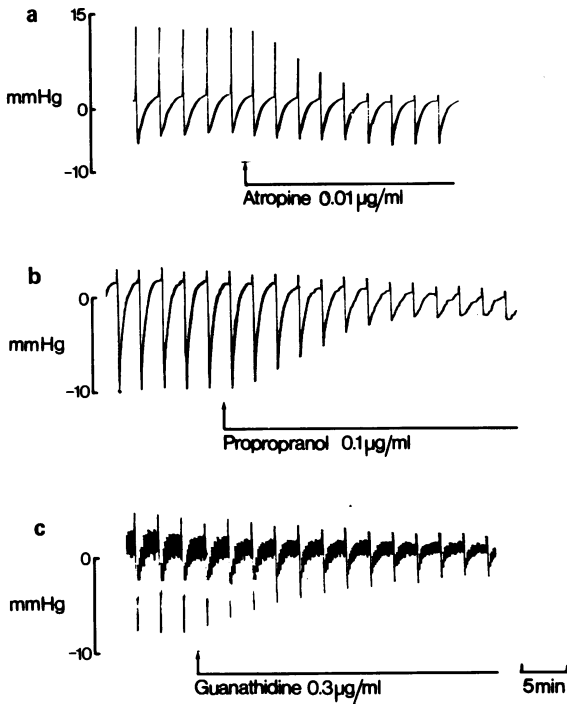 a
15
mmHg
0
-10
Atropine 0.01µg/ml
b
0
mmHg
-10
Propropranol 0.1µg/ml
c
0
mmHg
-10
Guanathidine 0.3µg/ml
5min